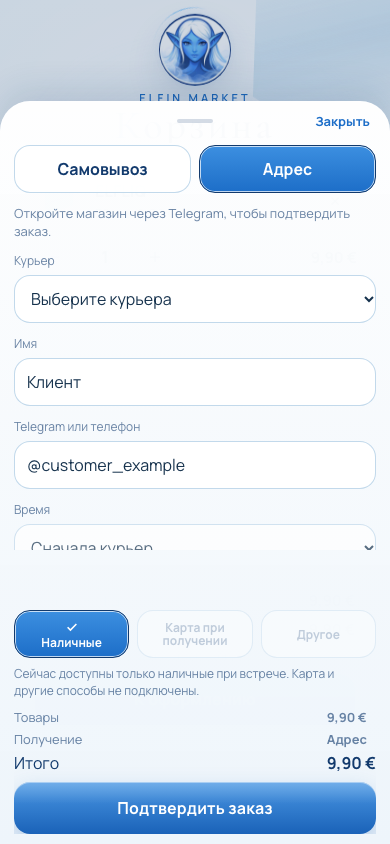 ELFIN MARKET
Закрыть
Самовывоз
Адрес
Откройте магазин через Telegram, чтобы подтвердить
заказ.
Курьер
Выберите курьера
Имя
Клиент
Telegram или телефон
@customer_example
Время
Сначала курьер
Наличные
Карта при
получении
Другое
Сейчас доступны только наличные при встрече. Карта и
другие способы не подключены.
Товары 9,90 €
Получение Адрес
Итого 9,90 €
Подтвердить заказ